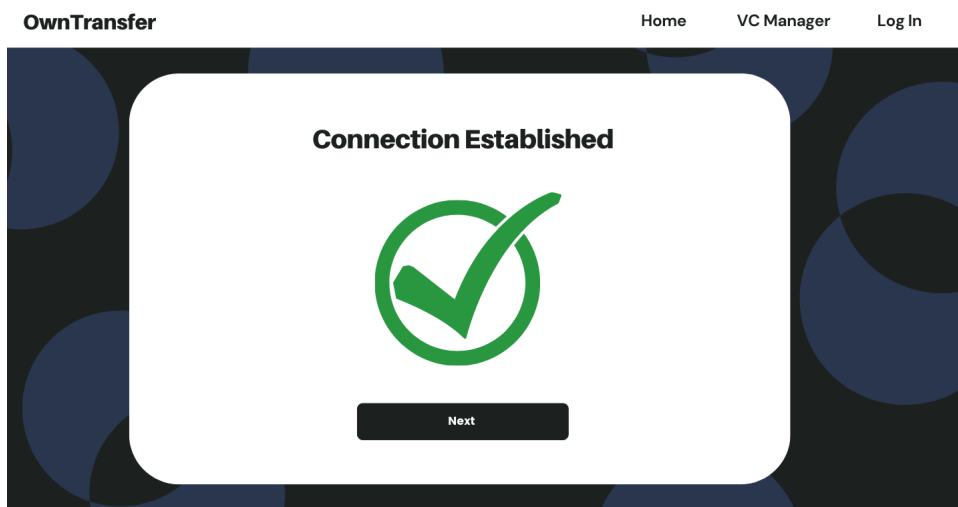 OwnTransfer
Home VC Manager Log In
Connection Established
Next